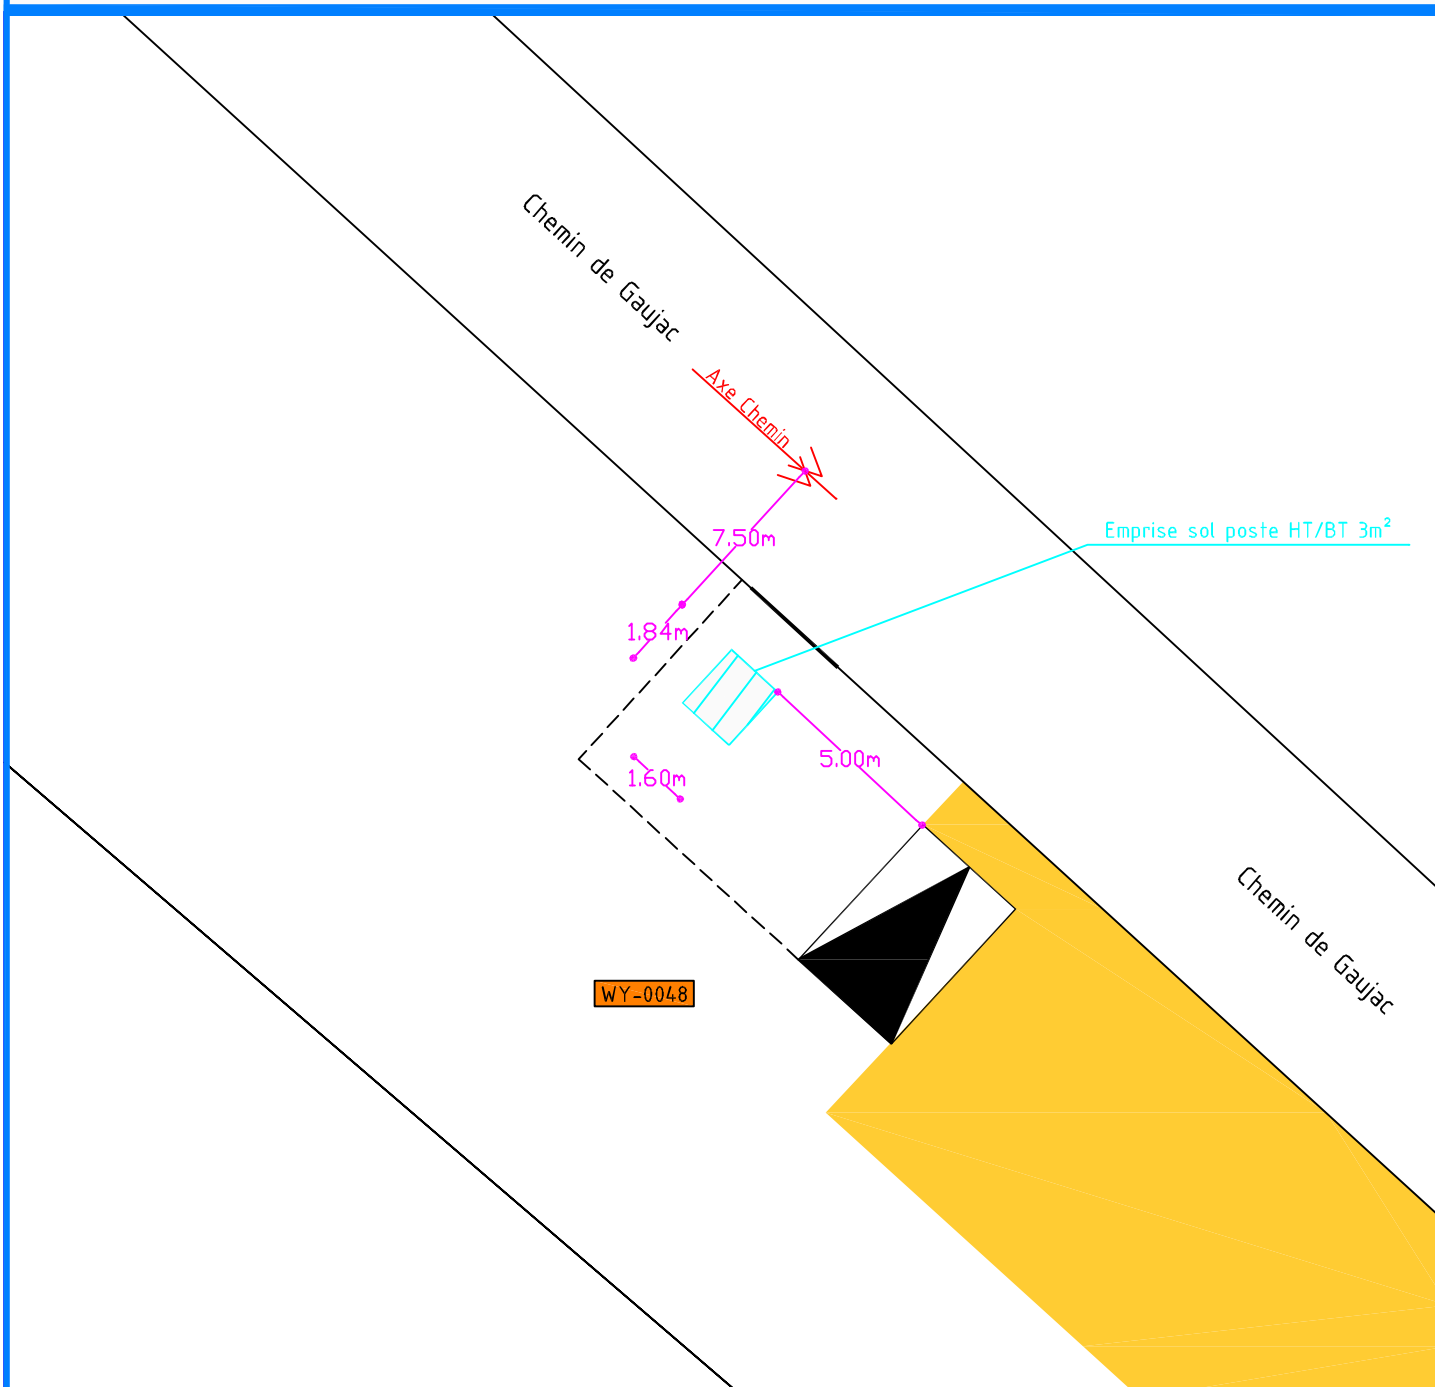 Chemin de Gaujac
Axe Chemin
7.50m
Emprise sol poste HT/BT 3m²
1.84m
5.00m
1.60m
Chemin de Gaujac
WY-0048